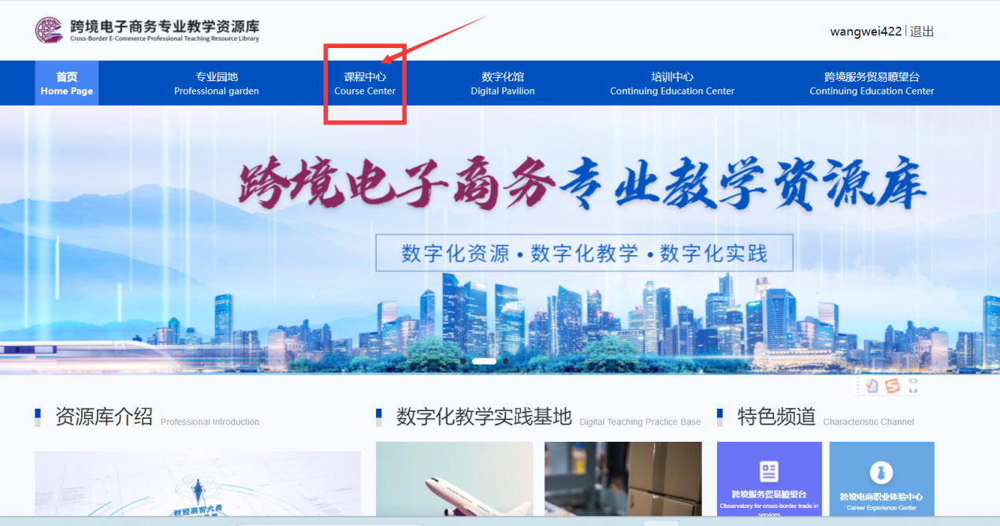 跨境电子商务专业教学资源库
Cross-Border E-Commerce Professional Teaching Resource Library
wangwei422 | 退出
首页
Home Page
专业园地
Professional garden
课程中心
Course Center
数字化馆
Digital Pavilion
培训中心
Continuing Education Center
跨境服务贸易瞭望台
Continuing Education Center
跨境电子商务专业教学资源库
数字化资源•数字化教学•数字化实践
资源库介绍 Professional Introduction
数字化教学实践基地 Digital Teaching Practice Base
特色频道 Characteristic Channel
财经商贸大类
跨境服务贸易瞭望台
Observatory for cross-border trade in
services
跨境电商职业体验中心
Career Experience Center